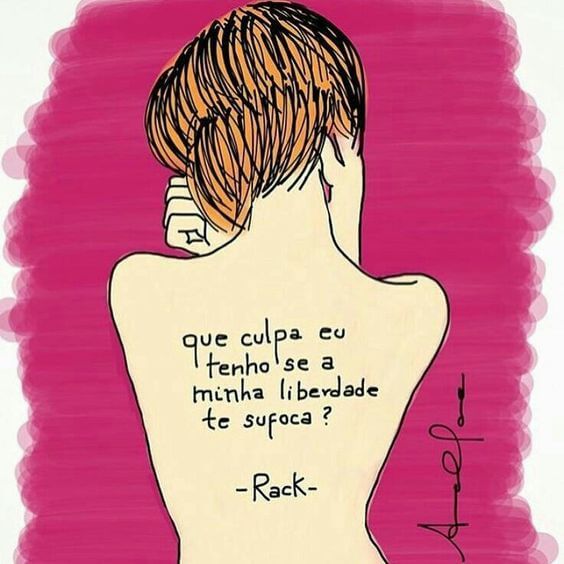 que culpa eu
tenho se a
minha liberdade
te sufoca?
-Rack-